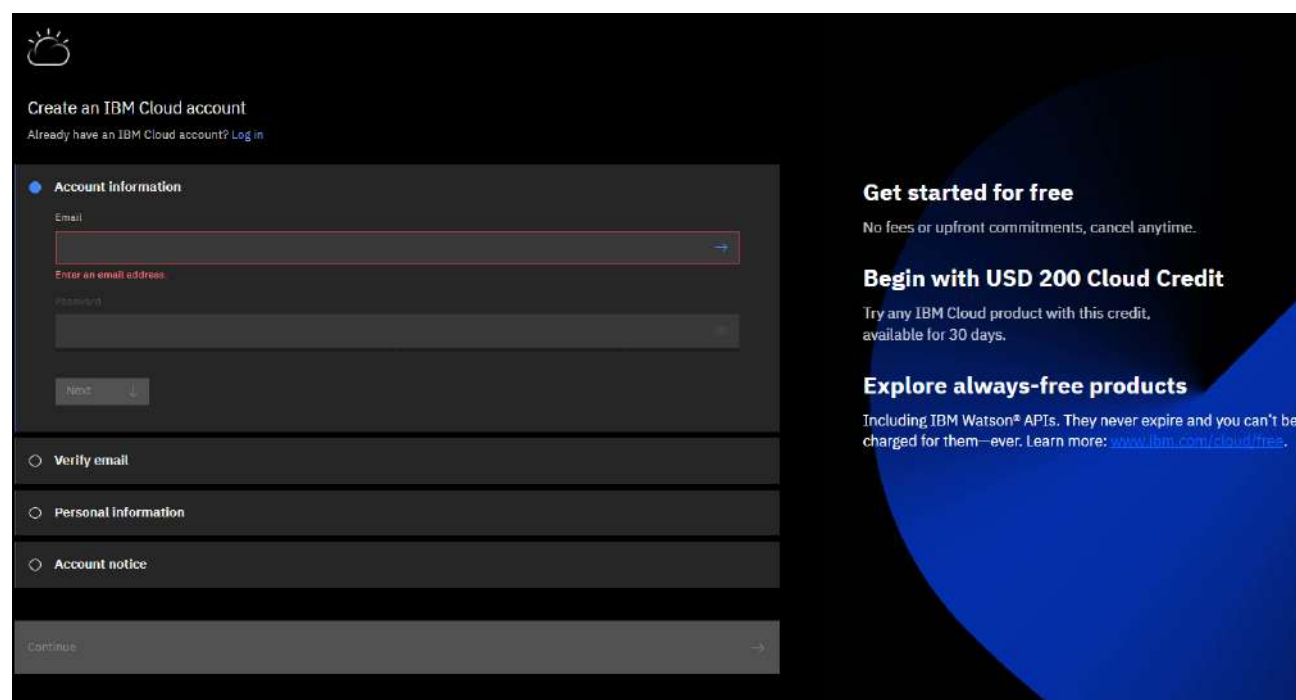 Create an IBM Cloud account
Already have an IBM Cloud account? Log in
Account information
Email
Enter an email address.
Password
Next
Verify email
Personal information
Account notice
Continue
Get started for free
No fees or upfront commitments, cancel anytime.
Begin with USD 200 Cloud Credit
Try any IBM Cloud product with this credit,
available for 30 days.
Explore always-free products
Including IBM Watson® APIs. They never expire and you can't be
charged for them—ever. Learn more: www.ibm.com/cloud/free.